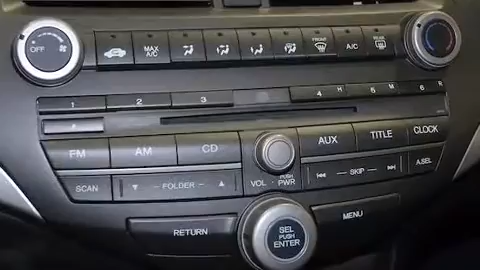 OFF
MAX A/C FRONT A/C REAR
1 2 3 4 H 5 M 6 R
FM AM CD AUX TITLE CLOCK
SCAN FOLDER VOL PUSH PWR SKIP A.SEL
RETURN SEL PUSH ENTER MENU